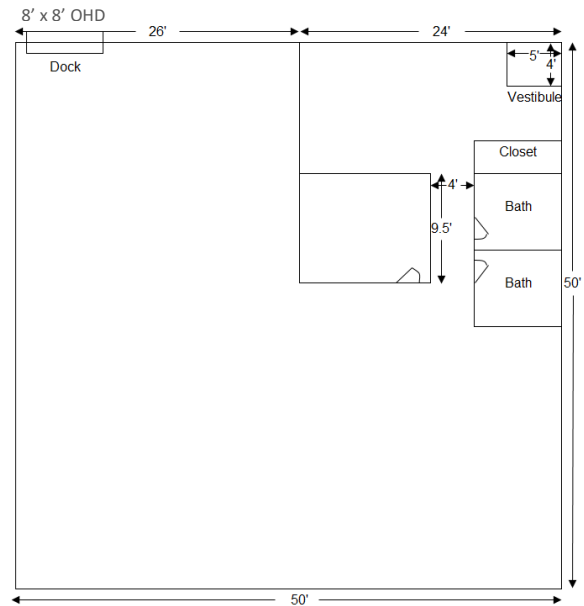 8’ x 8’ OHD
26'
24'
Dock
5'
4'
Vestibule
Closet
4'
Bath
9.5'
Bath
50'
50'